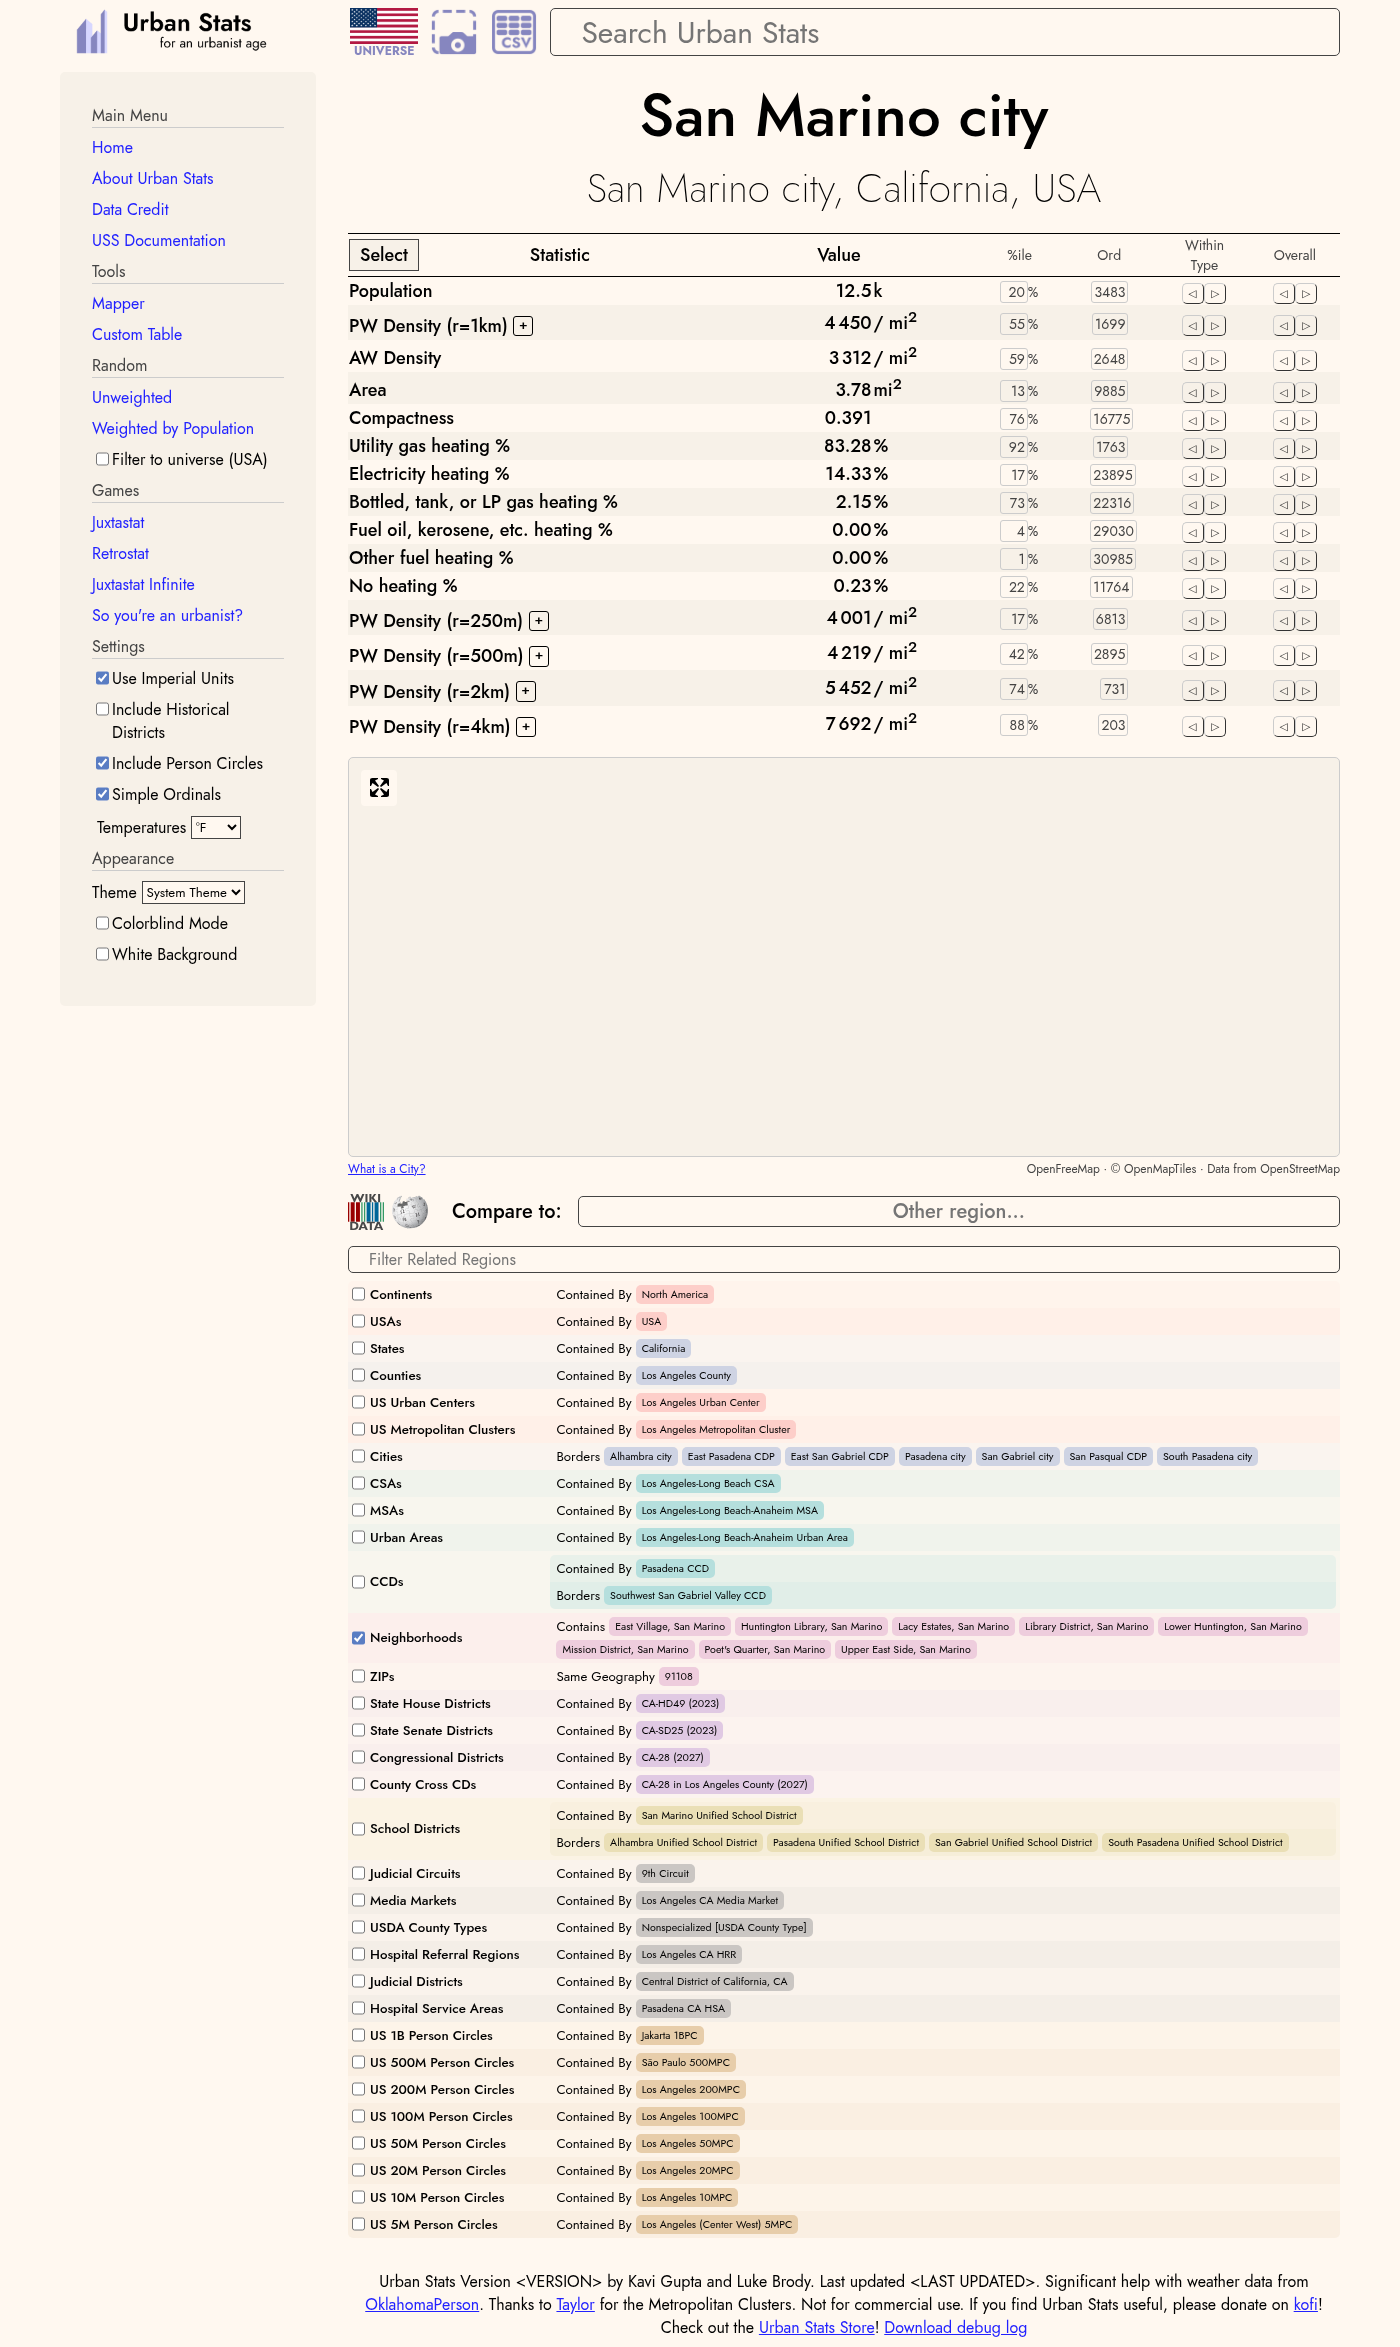 Urban Stats
for an urbanist age
UNIVERSE
CSV
Search Urban Stats
Main Menu
Home
About Urban Stats
Data Credit
USS Documentation
Tools
Mapper
Custom Table
Random
Unweighted
Weighted by Population
Filter to universe (USA)
Games
Juxtastat
Retrostat
Juxtastat Infinite
So you're an urbanist?
Settings
Use Imperial Units
Include Historical
Districts
Include Person Circles
Simple Ordinals
Temperatures °F
Appearance
Theme System Theme
Colorblind Mode
White Background
San Marino city
San Marino city, California, USA
Select Statistic Value %ile Ord Within Type Overall
Population 12.5k 20% 3483
PW Density (r=1km) + 4 450 / mi² 55% 1699
AW Density 3 312 / mi² 59% 2648
Area 3.78 mi² 13% 9885
Compactness 0.391 76% 16775
Utility gas heating % 83.28% 92% 1763
Electricity heating % 14.33% 17% 23895
Bottled, tank, or LP gas heating % 2.15% 73% 22316
Fuel oil, kerosene, etc. heating % 0.00% 4% 29030
Other fuel heating % 0.00% 1% 30985
No heating % 0.23% 22% 11764
PW Density (r=250m) + 4 001 / mi² 17% 6813
PW Density (r=500m) + 4 219 / mi² 42% 2895
PW Density (r=2km) + 5 452 / mi² 74% 731
PW Density (r=4km) + 7 692 / mi² 88% 203
What is a City? OpenFreeMap · © OpenMapTiles · Data from OpenStreetMap
WIKI
DATA
Compare to: Other region...
Filter Related Regions
Continents Contained By North America
USAs Contained By USA
States Contained By California
Counties Contained By Los Angeles County
US Urban Centers Contained By Los Angeles Urban Center
US Metropolitan Clusters Contained By Los Angeles Metropolitan Cluster
Cities Borders Alhambra city East Pasadena CDP East San Gabriel CDP Pasadena city San Gabriel city San Pasqual CDP South Pasadena city
CSAs Contained By Los Angeles-Long Beach CSA
MSAs Contained By Los Angeles-Long Beach-Anaheim MSA
Urban Areas Contained By Los Angeles-Long Beach-Anaheim Urban Area
CCDs Contained By Pasadena CCD
Borders Southwest San Gabriel Valley CCD
Neighborhoods Contains East Village, San Marino Huntington Library, San Marino Lacy Estates, San Marino Library District, San Marino Lower Huntington, San Marino
Mission District, San Marino Poet's Quarter, San Marino Upper East Side, San Marino
ZIPs Same Geography 91108
State House Districts Contained By CA-HD49 (2023)
State Senate Districts Contained By CA-SD25 (2023)
Congressional Districts Contained By CA-28 (2027)
County Cross CDs Contained By CA-28 in Los Angeles County (2027)
School Districts Contained By San Marino Unified School District
Borders Alhambra Unified School District Pasadena Unified School District San Gabriel Unified School District South Pasadena Unified School District
Judicial Circuits Contained By 9th Circuit
Media Markets Contained By Los Angeles CA Media Market
USDA County Types Contained By Nonspecialized [USDA County Type]
Hospital Referral Regions Contained By Los Angeles CA HRR
Judicial Districts Contained By Central District of California, CA
Hospital Service Areas Contained By Pasadena CA HSA
US 1B Person Circles Contained By Jakarta 1BPC
US 500M Person Circles Contained By São Paulo 500MPC
US 200M Person Circles Contained By Los Angeles 200MPC
US 100M Person Circles Contained By Los Angeles 100MPC
US 50M Person Circles Contained By Los Angeles 50MPC
US 20M Person Circles Contained By Los Angeles 20MPC
US 10M Person Circles Contained By Los Angeles 10MPC
US 5M Person Circles Contained By Los Angeles (Center West) 5MPC
Urban Stats Version <VERSION> by Kavi Gupta and Luke Brody. Last updated <LAST UPDATED>. Significant help with weather data from
OklahomaPerson. Thanks to Taylor for the Metropolitan Clusters. Not for commercial use. If you find Urban Stats useful, please donate on kofi!
Check out the Urban Stats Store! Download debug log